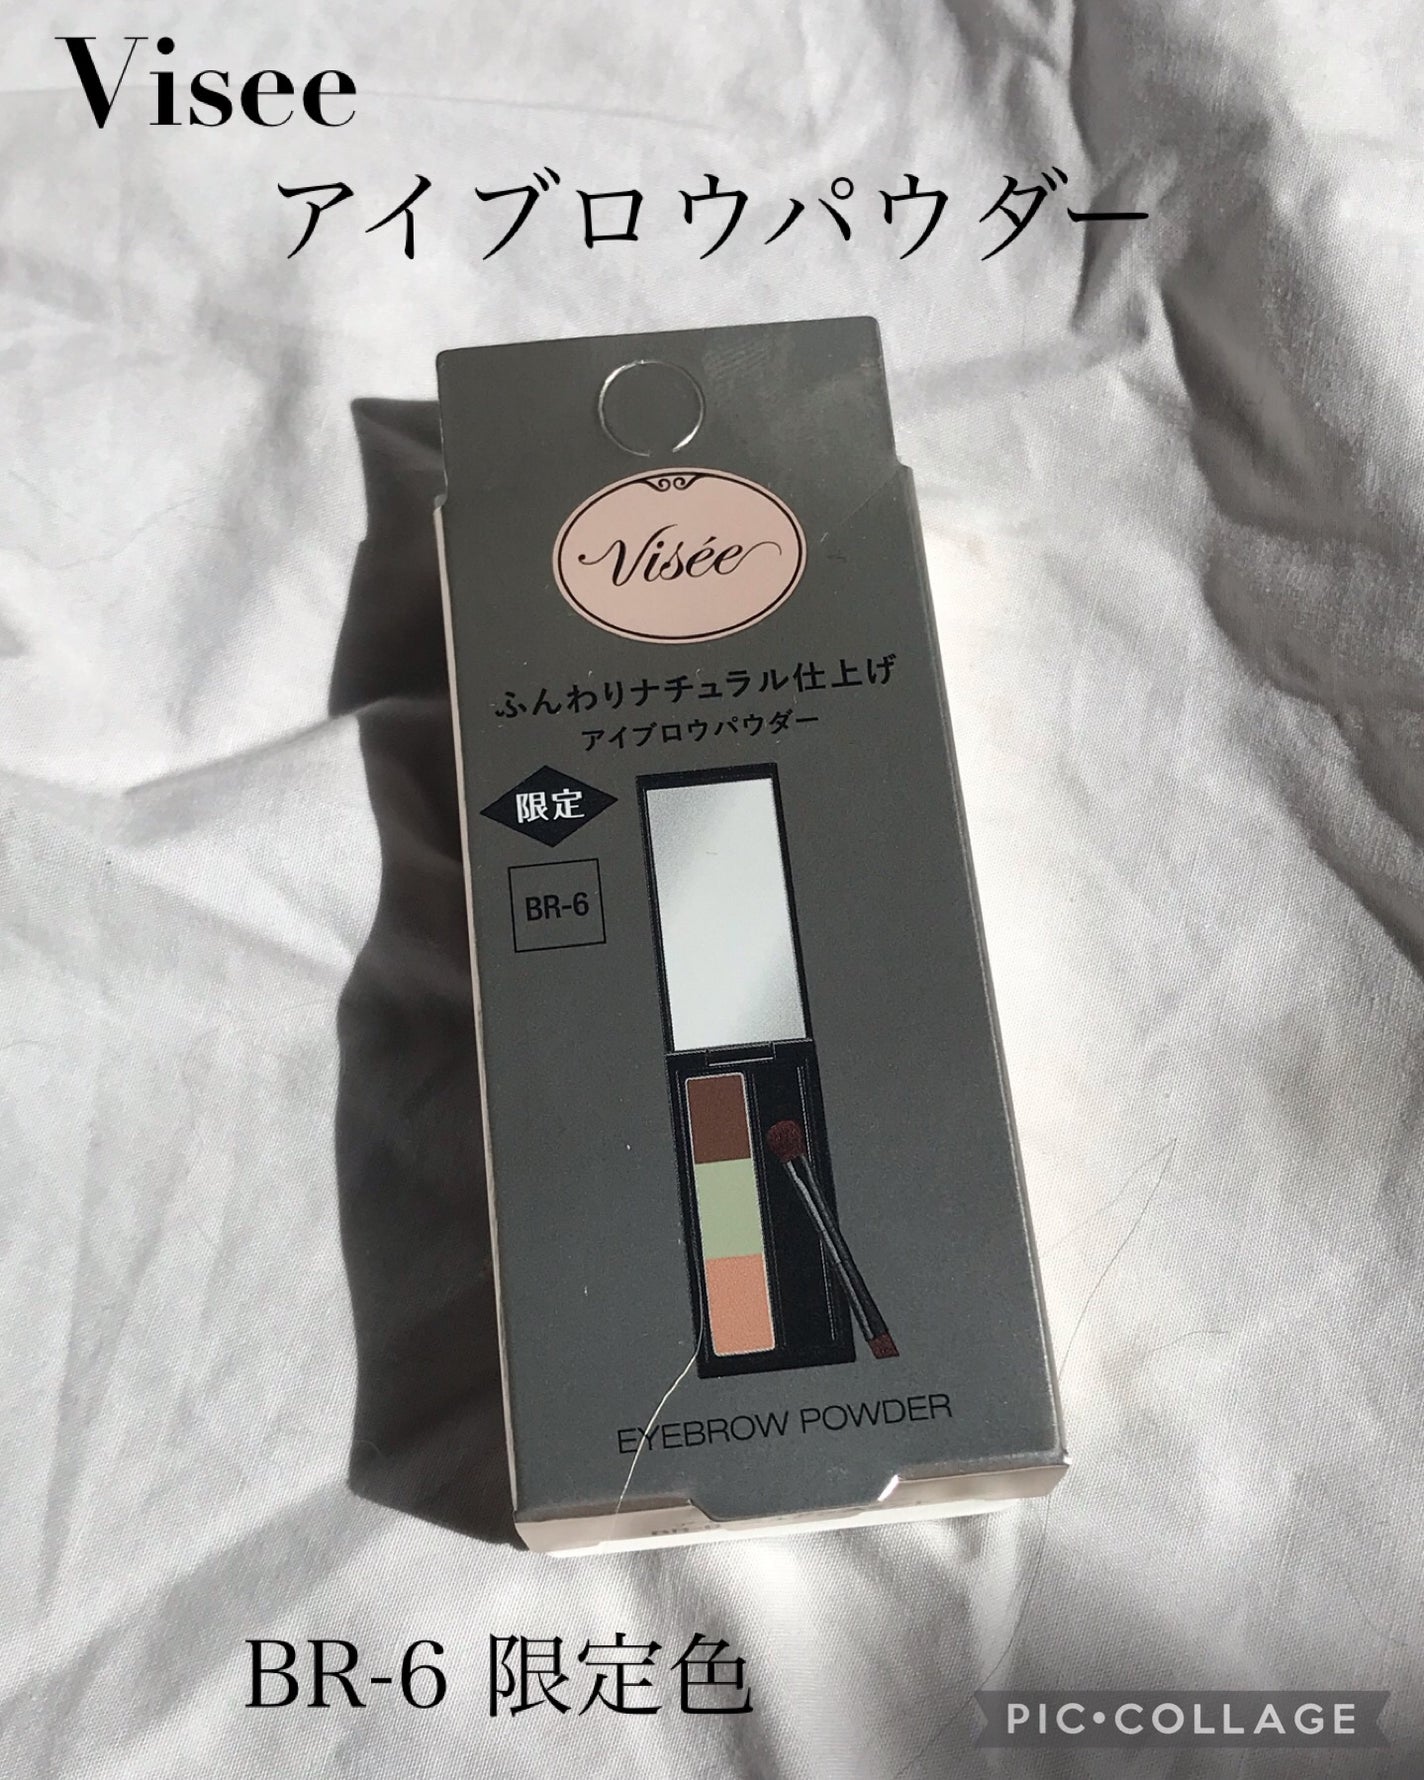 Visee
アイブロウパウダー
Visée
ふんわりナチュラル仕上げ
アイブロウパウダー
限定
BR-6
EYEBROW POWDER
BR-6 限定色
PIC•COLLAGE